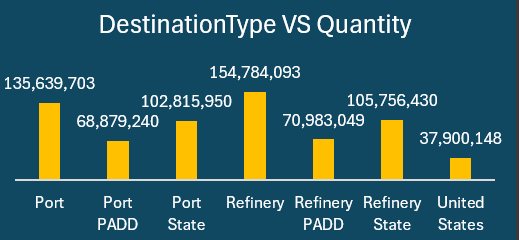 DestinationType VS Quantity
154,784,093
135,639,703
102,815,950
105,756,430
68,879,240
70,983,049
37,900,148
Port
Port
Port
Refinery
Refinery
Refinery
United
PADD
State
PADD
State
States